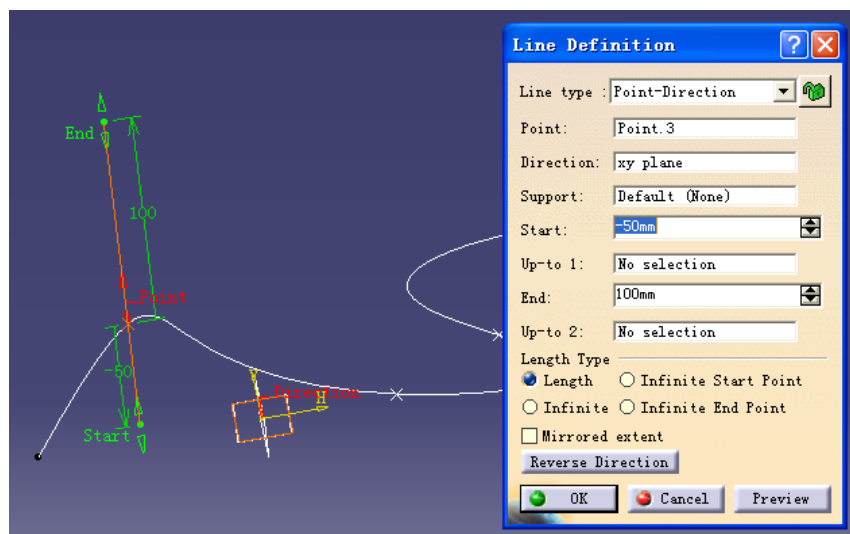 End
100
Point
-50
Start
V
Direction
H
Line Definition
Line type : Point-Direction
Point: Point.3
Direction: xy plane
Support: Default (None)
Start: -50mm
Up-to 1: No selection
End: 100mm
Up-to 2: No selection
Length Type
Length Infinite Start Point
Infinite Infinite End Point
Mirrored extent
Reverse Direction
OK Cancel Preview